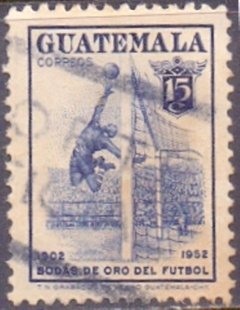 GUATEMALA
CORREOS
15
1902 1952
BODAS DE ORO DEL FUTBOL